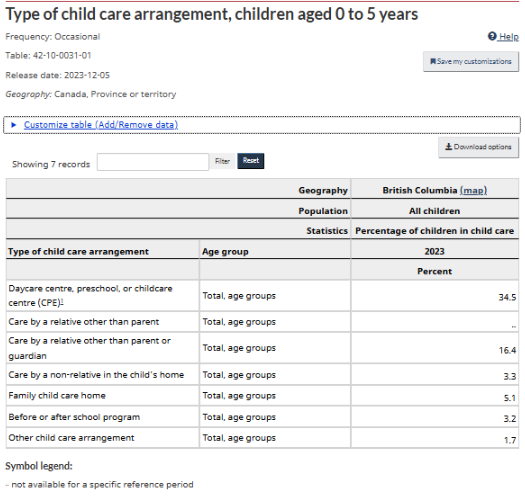 Type of child care arrangement, children aged 0 to 5 years
Frequency: Occasional
Help
Table: 42-10-0031-01
Save my customizations
Release date: 2023-12-05
Geography: Canada, Province or territory
Customize table (Add/Remove data)
Download options
Showing 7 records
Filter
Reset
Geography British Columbia (map)
Population All children
Statistics Percentage of children in child care
Type of child care arrangement Age group 2023
Percent
Daycare centre, preschool, or childcare
centre (CPE)1 Total, age groups 34.5
Care by a relative other than parent Total, age groups ..
Care by a relative other than parent or
guardian Total, age groups 16.4
Care by a non-relative in the child's home Total, age groups 3.3
Family child care home Total, age groups 5.1
Before or after school program Total, age groups 3.2
Other child care arrangement Total, age groups 1.7
Symbol legend:
.. not available for a specific reference period